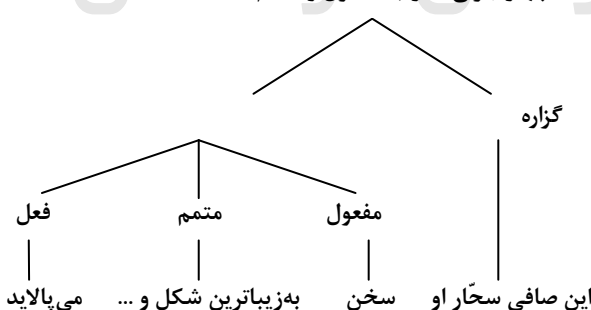 گزاره
مفعول متمم فعل
این صافی سحّار او سخن به‌زیباترین شکل و ... می‌پالاید